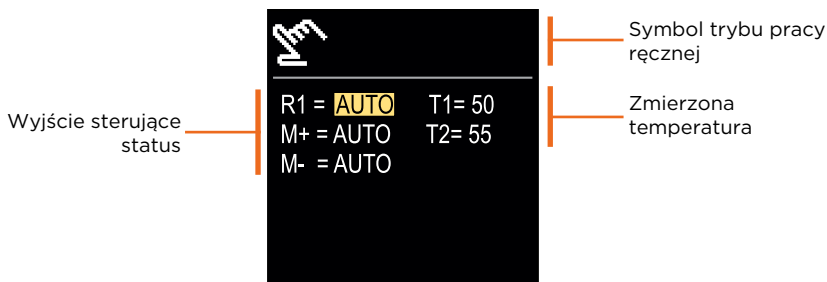 Symbol trybu pracy
ręcznej
Wyjście sterujące
status
R1 = AUTO T1= 50
M+ = AUTO T2= 55
M- = AUTO
Zmierzona
temperatura